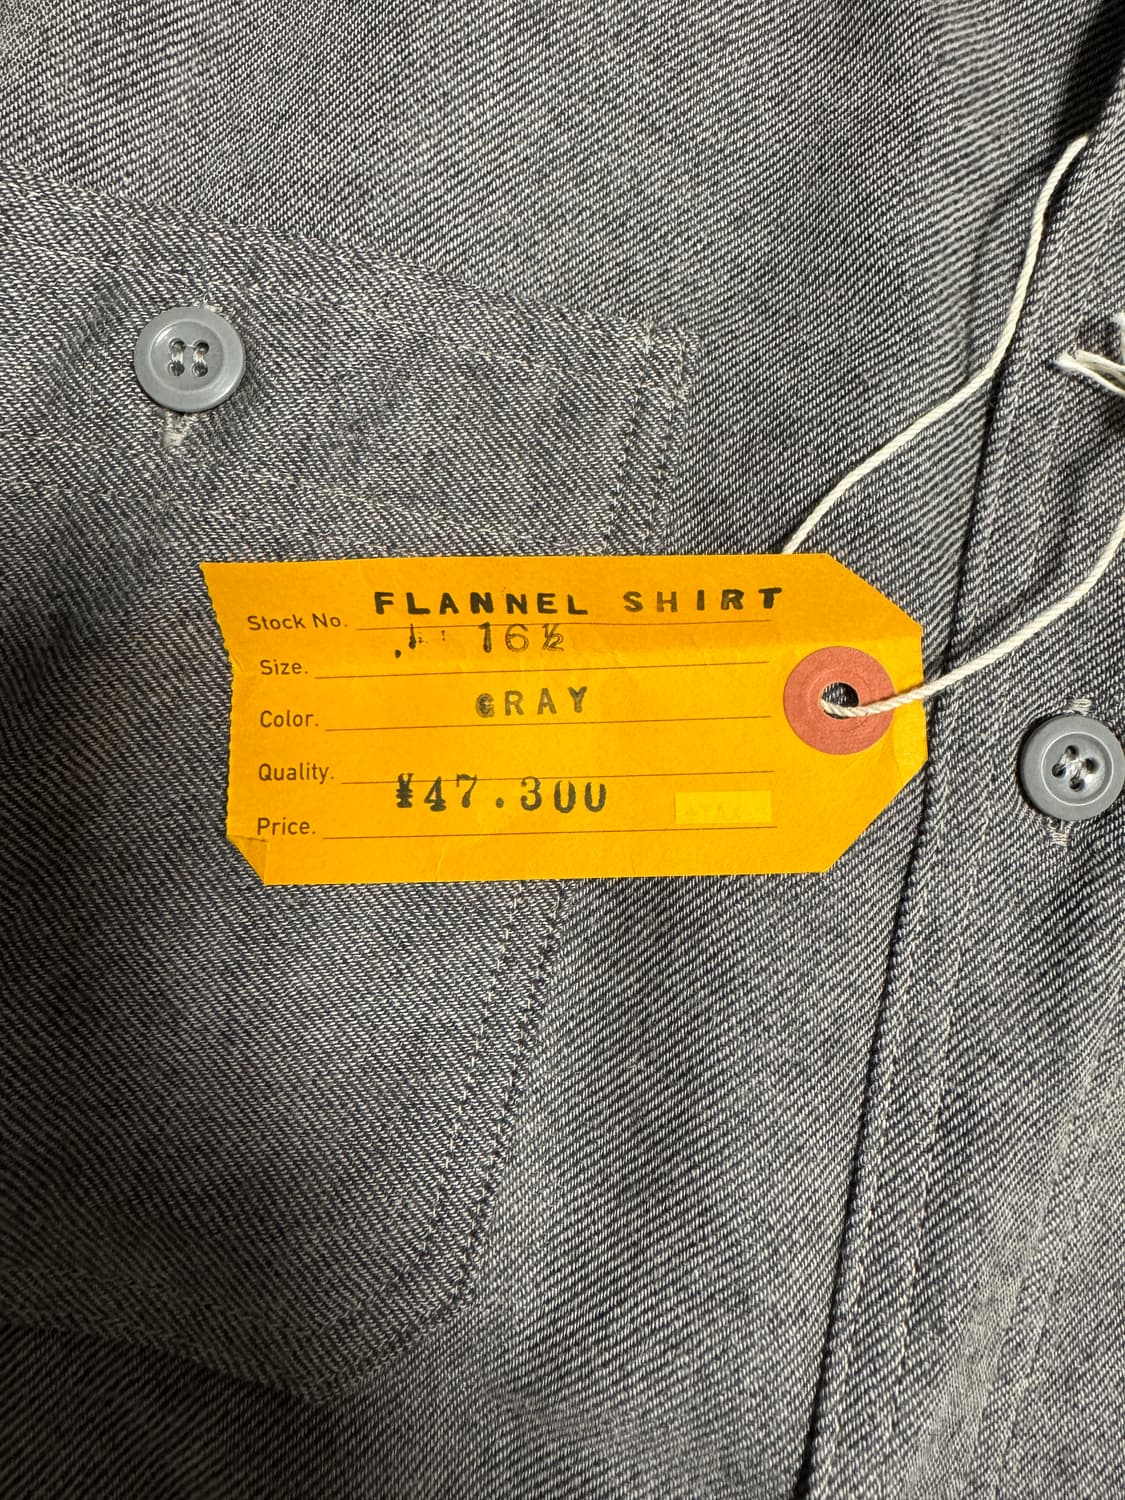 Stock No. FLANNEL SHIRT
Size. 16½
Color. GRAY
Quality.
Price. ¥47.300